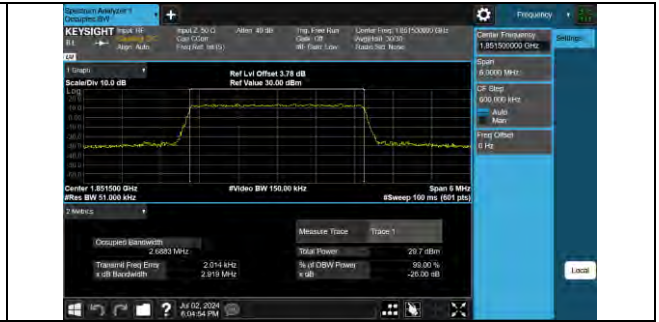 Spectrum Analyzer 1
Occupied BW
Frequency
KEYSIGHT Input: RF
Input Z: 50 Ω
Atten: 40 dB
Trig: Free Run
Center Freq: 1.851500000 GHz
Corr CCorr
Gate: Off
Align: Auto
Freq Ref: Int (S)
#IF Gain: Low
Radio Std: None
Center Frequency
1.851500000 GHz
Settings
Span
6.0000 MHz
CF Step
600.000 kHz
Auto
Man
Freq Offset
0 Hz
1 Graph
Scale/Div 10.0 dB
Ref Lvl Offset 3.78 dB
Ref Value 30.00 dBm
Log
Center 1.851500 GHz
#Video BW 150.00 kHz
Span 6 MHz
#Res BW 51.000 kHz
#Sweep 100 ms (601 pts)
2 Metrics
Measure Trace
Trace 1
Occupied Bandwidth
2.6883 MHz
Total Power
29.7 dBm
Transmit Freq Error
2.014 kHz
% of OBW Power
99.00 %
x dB Bandwidth
2.919 MHz
x dB
-26.00 dB
Local
Jul 02, 2024
6:04:54 PM